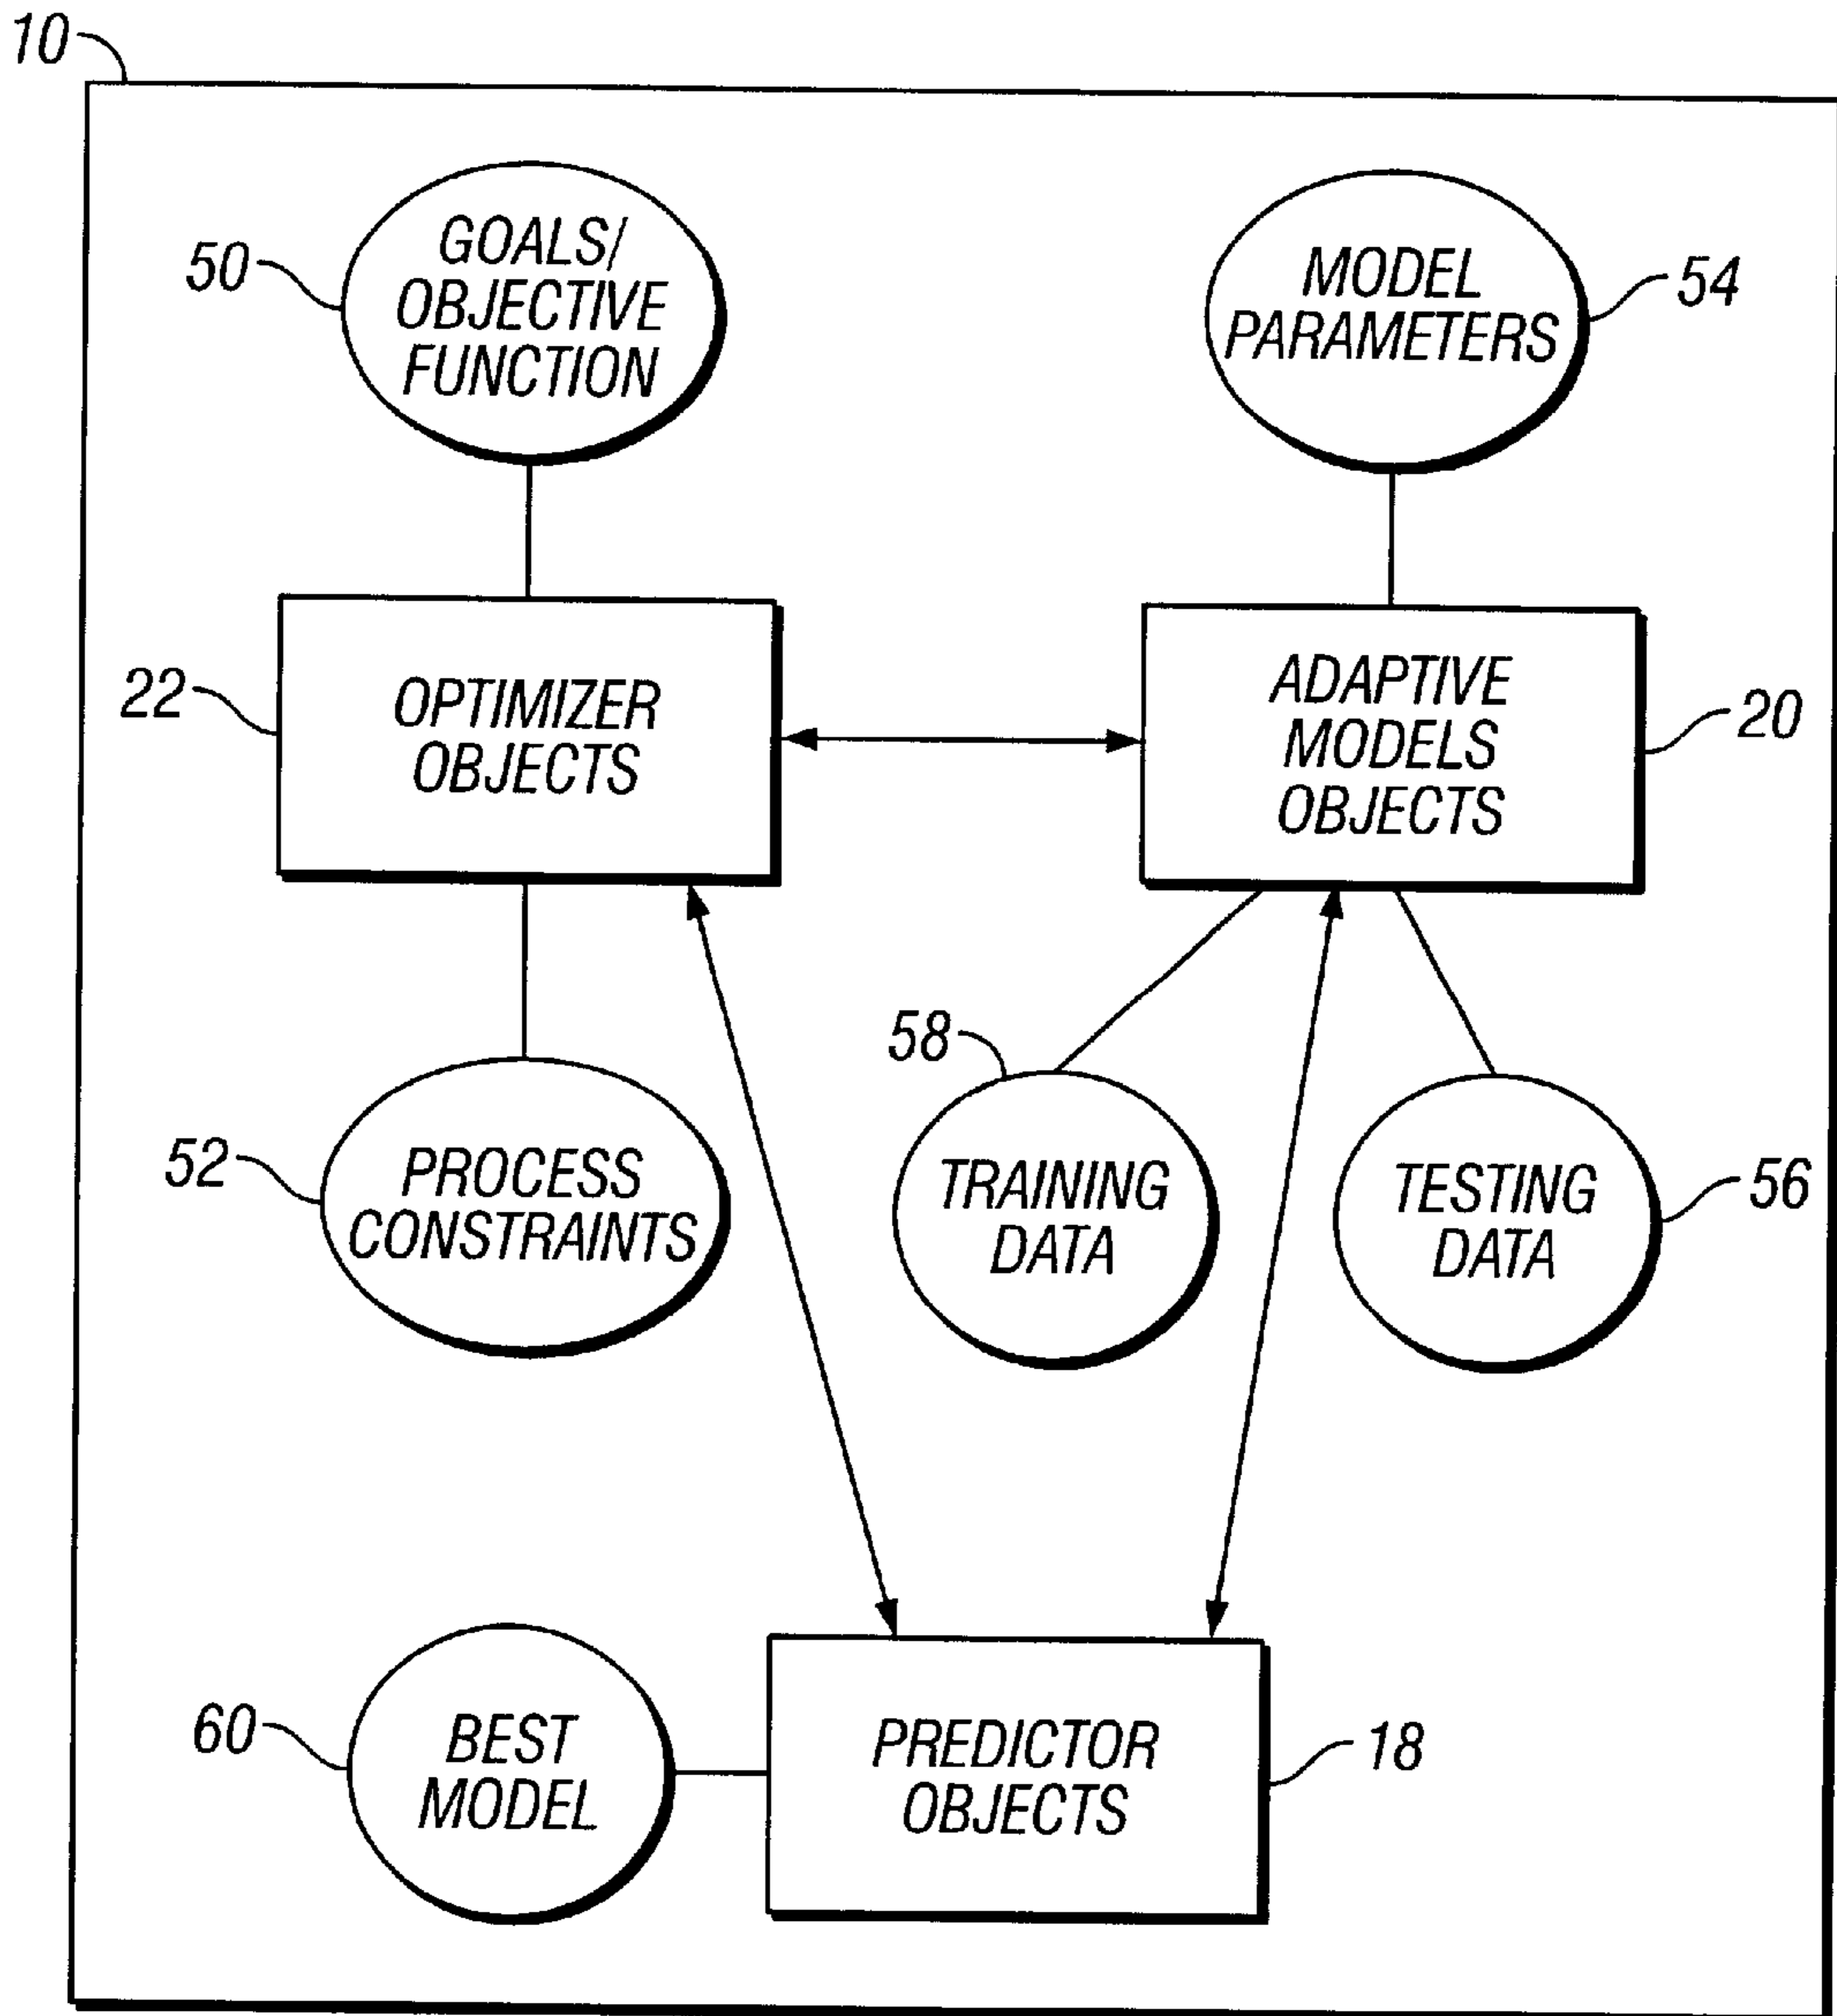 10
50
GOALS/
OBJECTIVE
FUNCTION
MODEL
PARAMETERS
54
22
OPTIMIZER
OBJECTS
ADAPTIVE
MODELS
OBJECTS
20
52
PROCESS
CONSTRAINTS
58
TRAINING
DATA
TESTING
DATA
56
60
BEST
MODEL
PREDICTOR
OBJECTS
18